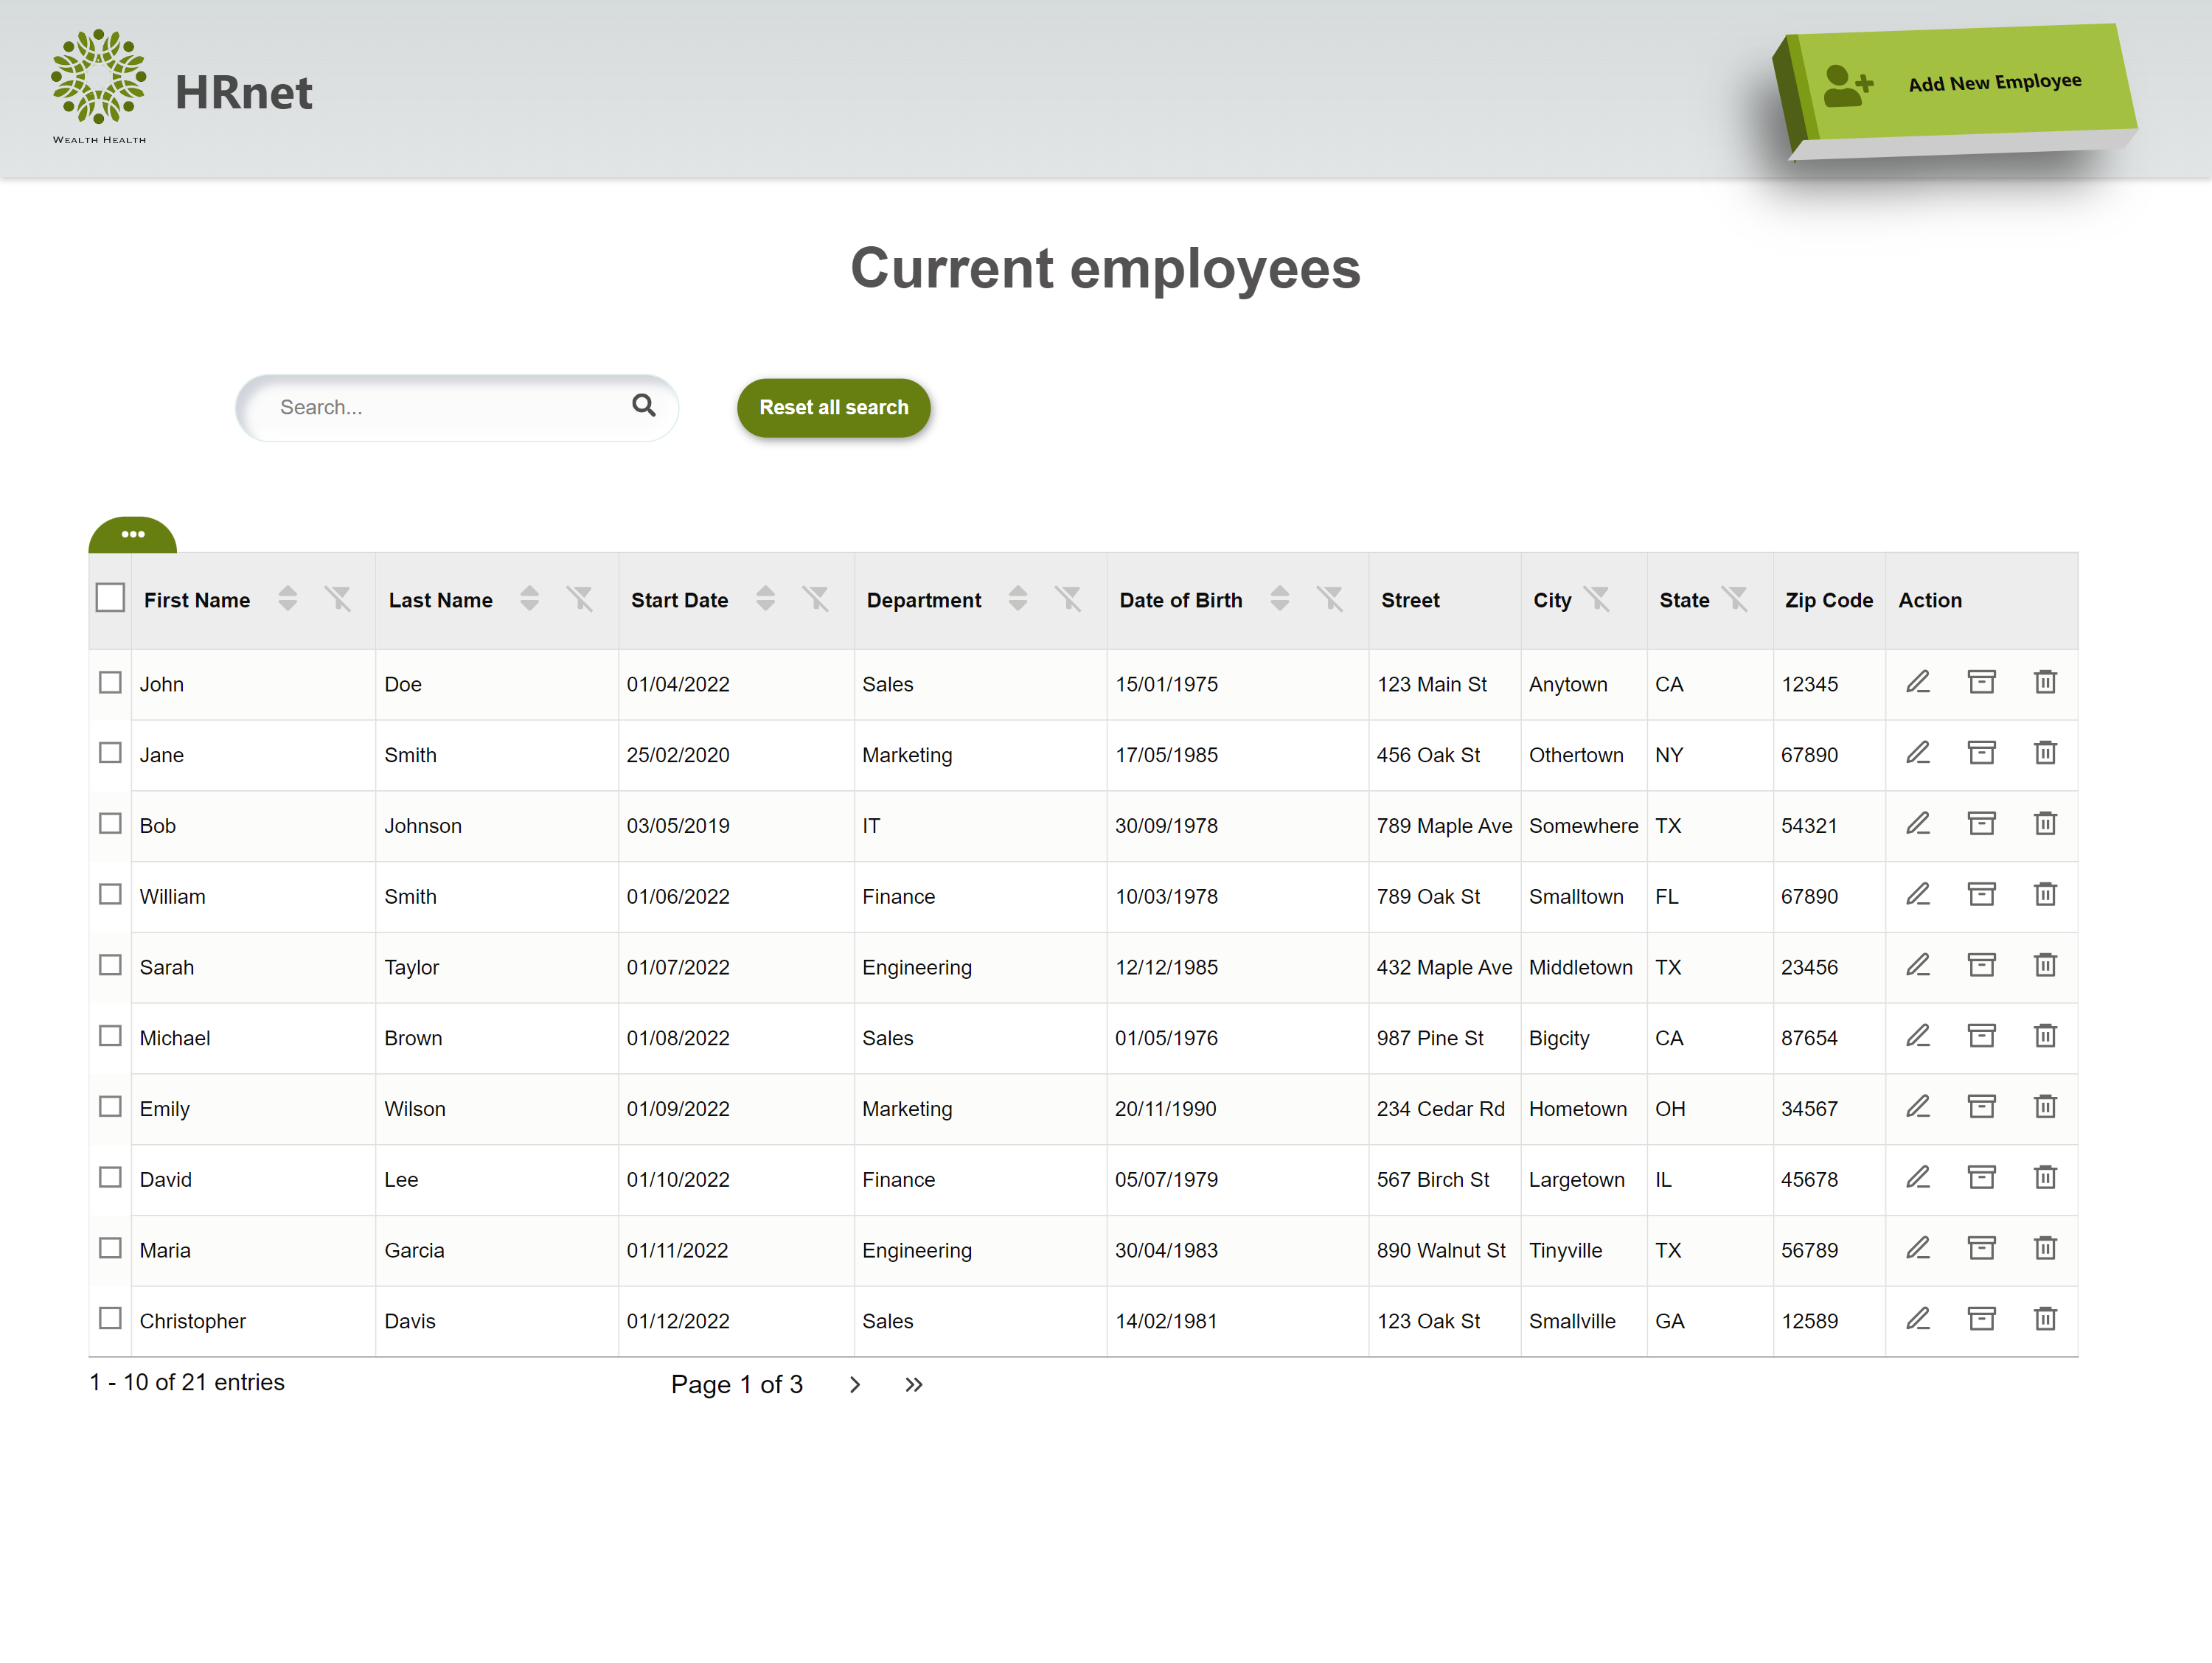 WEALTH HEALTH
HRnet
Add New Employee
Current employees
Search...
Reset all search
First Name Last Name Start Date Department Date of Birth Street City State Zip Code Action
John Doe 01/04/2022 Sales 15/01/1975 123 Main St Anytown CA 12345
Jane Smith 25/02/2020 Marketing 17/05/1985 456 Oak St Othertown NY 67890
Bob Johnson 03/05/2019 IT 30/09/1978 789 Maple Ave Somewhere TX 54321
William Smith 01/06/2022 Finance 10/03/1978 789 Oak St Smalltown FL 67890
Sarah Taylor 01/07/2022 Engineering 12/12/1985 432 Maple Ave Middletown TX 23456
Michael Brown 01/08/2022 Sales 01/05/1976 987 Pine St Bigcity CA 87654
Emily Wilson 01/09/2022 Marketing 20/11/1990 234 Cedar Rd Hometown OH 34567
David Lee 01/10/2022 Finance 05/07/1979 567 Birch St Largetown IL 45678
Maria Garcia 01/11/2022 Engineering 30/04/1983 890 Walnut St Tinyville TX 56789
Christopher Davis 01/12/2022 Sales 14/02/1981 123 Oak St Smallville GA 12589
1 - 10 of 21 entries Page 1 of 3